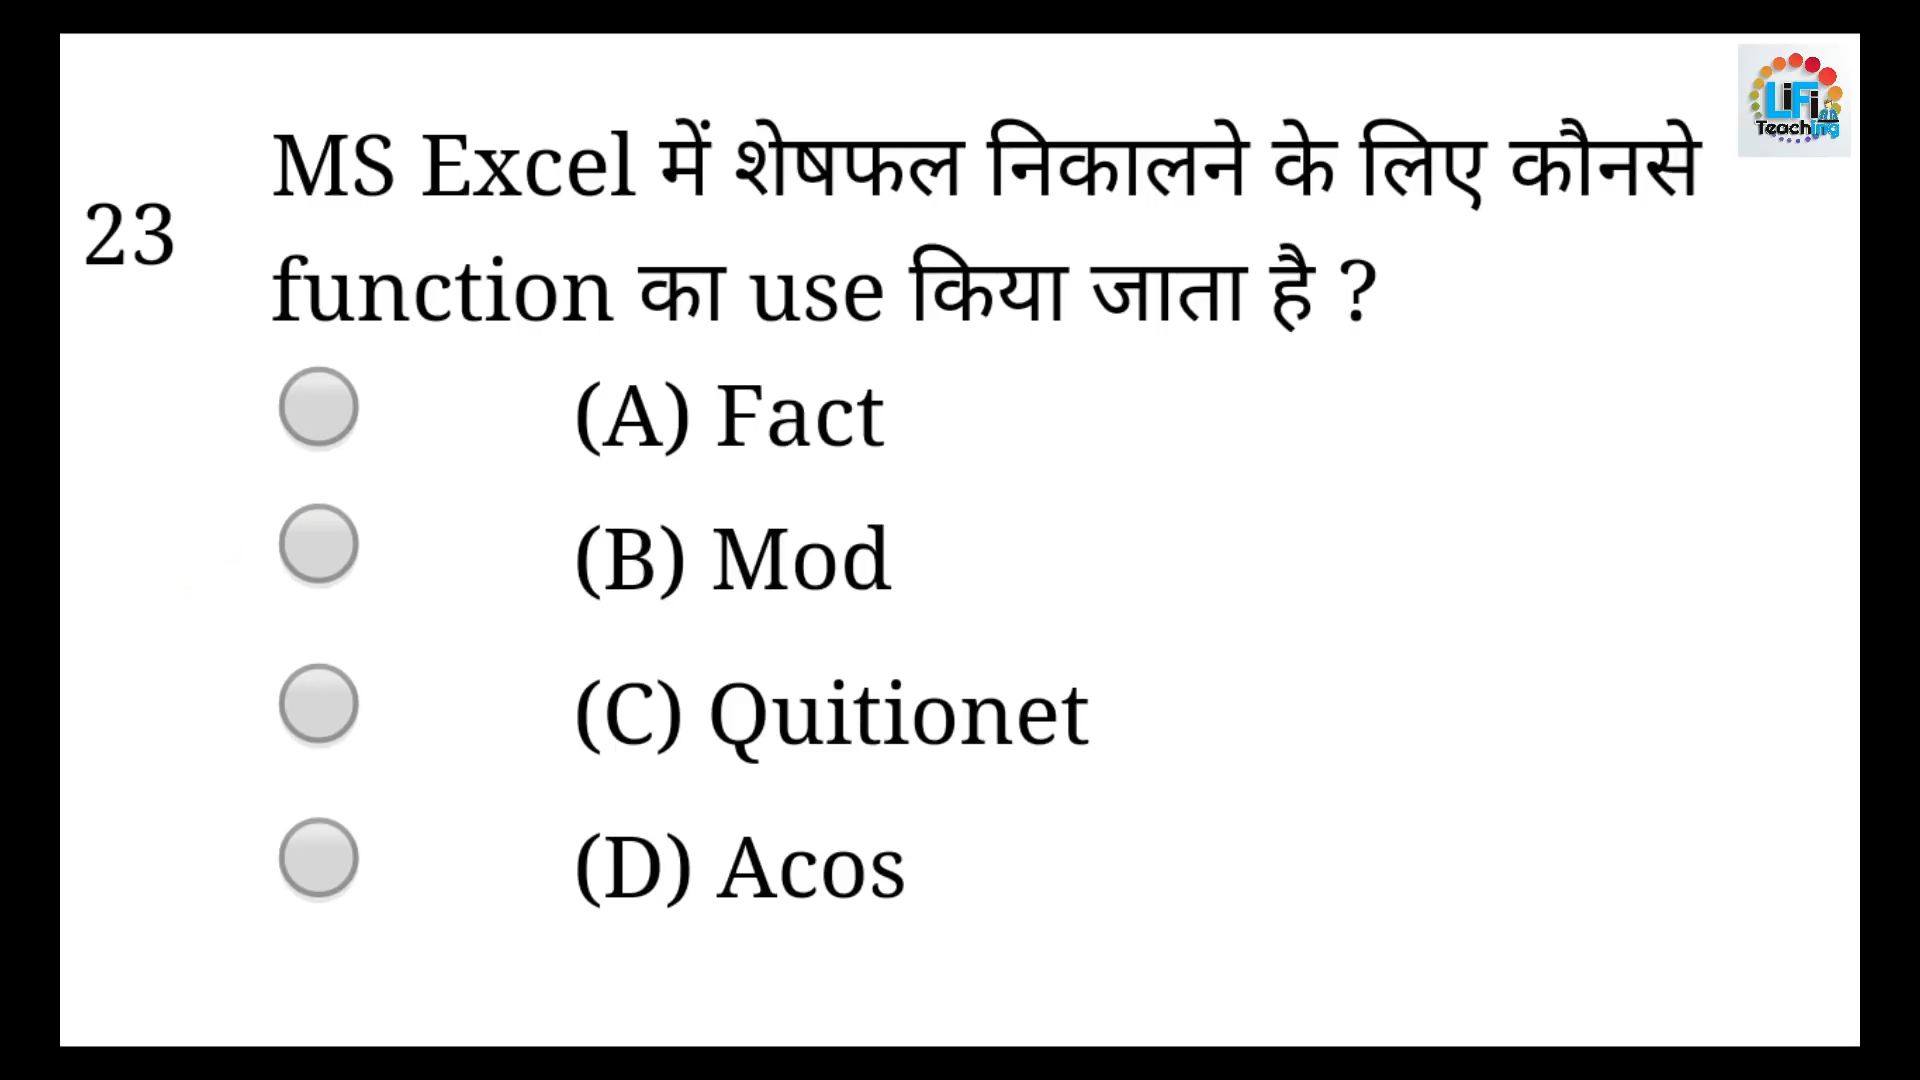 LiFi
Teaching
23
MS Excel में शेषफल निकालने के लिए कौनसे
function का use किया जाता है ?
(A) Fact
(B) Mod
(C) Quitionet
(D) Acos